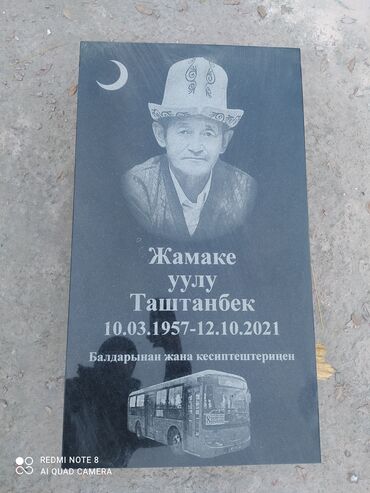 Жамаке
уулу
Таштанбек
10.03.1957-12.10.2021
Балдарынан жана кесиптештеринен
REDMI NOTE 8
AI QUAD CAMERA